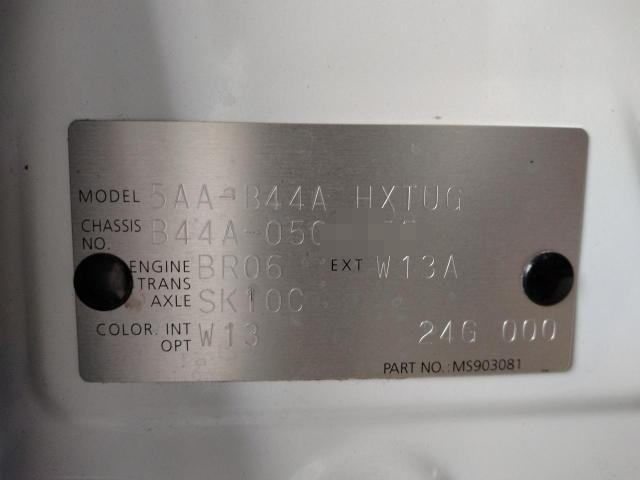 MODEL 5AA-B44A HXTUG
CHASSIS NO. B44A-050
ENGINE BR06 EXT W13A
TRANS AXLE SK10C
COLOR. INT W13
OPT 24G 000
PART NO.:MS903081